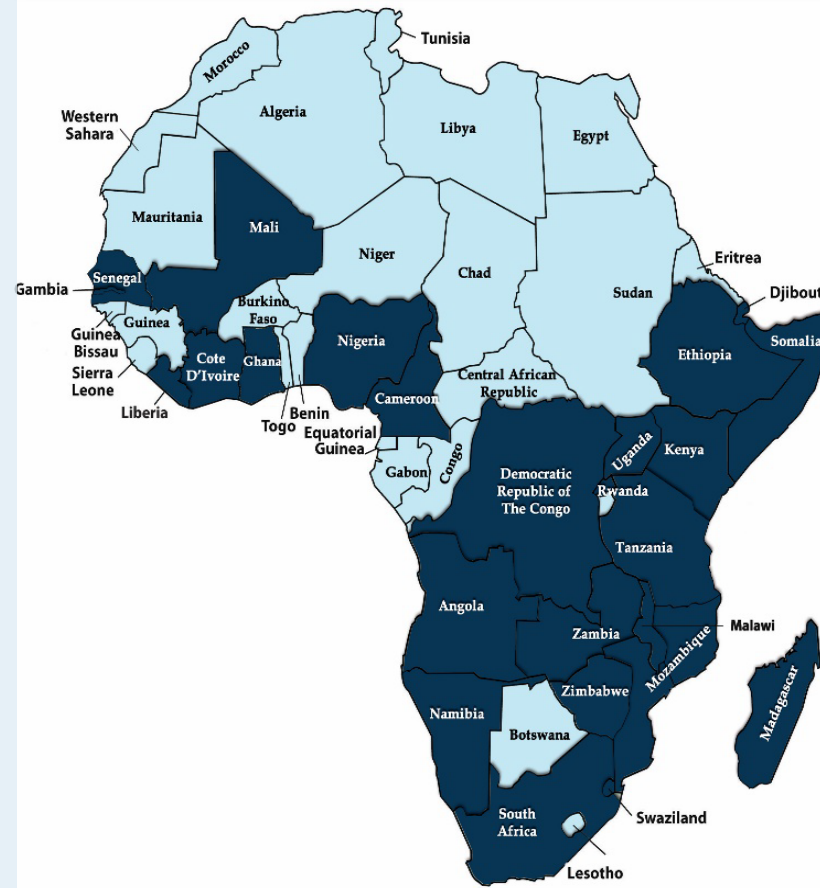 Tunisia
Morocco
Algeria
Western
Sahara
Libya
Egypt
Mauritania
Mali
Niger
Chad
Sudan
Eritrea
Senegal
Gambia
Djibout
Burkino
Faso
Guinea
Guinea
Bissau
Nigeria
Somalia
Ethiopia
Cote
D'Ivoire
Ghana
Sierra
Leone
Central African
Republic
Cameroon
Liberia
Benin
Togo
Equatorial
Guinea
Gabon
Congo
Uganda
Kenya
Democratic
Republic of
The Congo
Rwanda
Tanzania
Angola
Zambia
Malawi
Mozambique
Zimbabwe
Namibia
Botswana
Madagascar
South
Africa
Swaziland
Lesotho